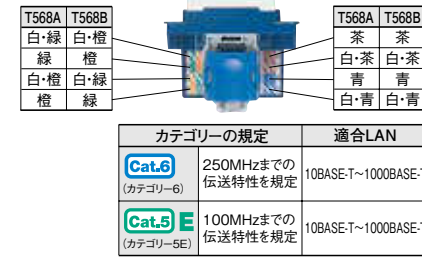 T568A T568B
白・緑 白・橙
緑 橙
白・橙 白・緑
橙 緑
T568A T568B
茶 茶
白・茶 白・茶
青 青
白・青 白・青
カテゴリーの規定 適合LAN
Cat.6
(カテゴリー6)
250MHzまでの
伝送特性を規定
10BASE-T~1000BASE-T
Cat.5 E
(カテゴリー5E)
100MHzまでの
伝送特性を規定
10BASE-T~1000BASE-T